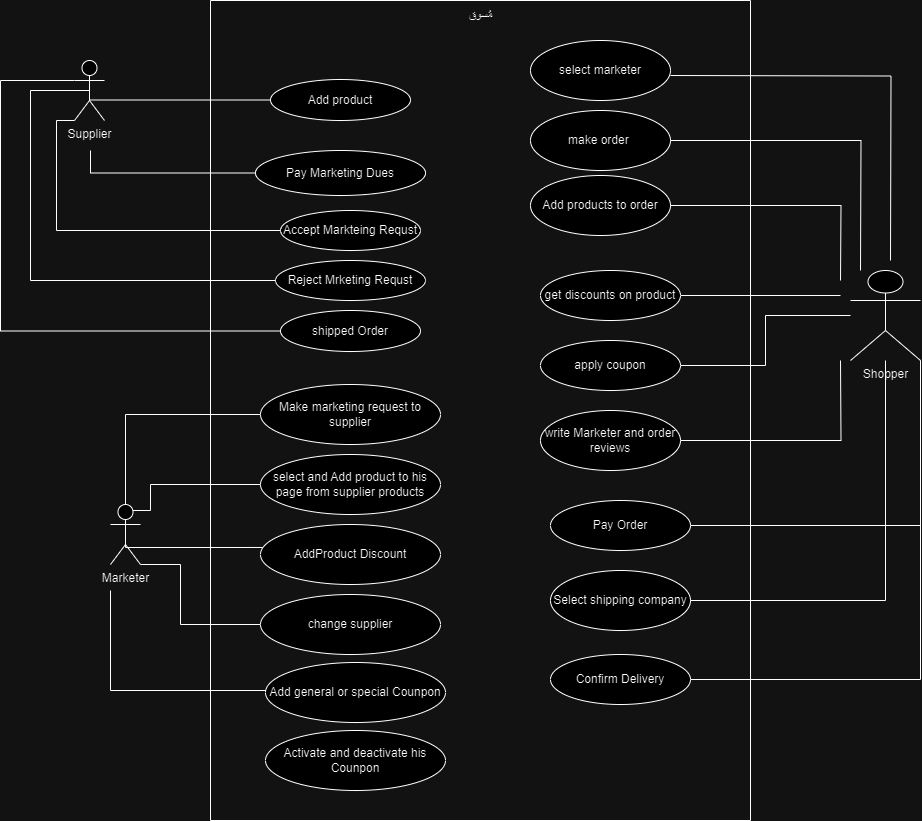 مُسوق
Supplier
Add product
Pay Marketing Dues
Accept Markteing Requst
Reject Mrketing Requst
shipped Order
Make marketing request to
supplier
select and Add product to his
page from supplier products
AddProduct Discount
change supplier
Add general or special Counpon
Activate and deactivate his
Counpon
Marketer
select marketer
make order
Add products to order
get discounts on product
apply coupon
write Marketer and order
reviews
Pay Order
Select shipping company
Confirm Delivery
Shopper